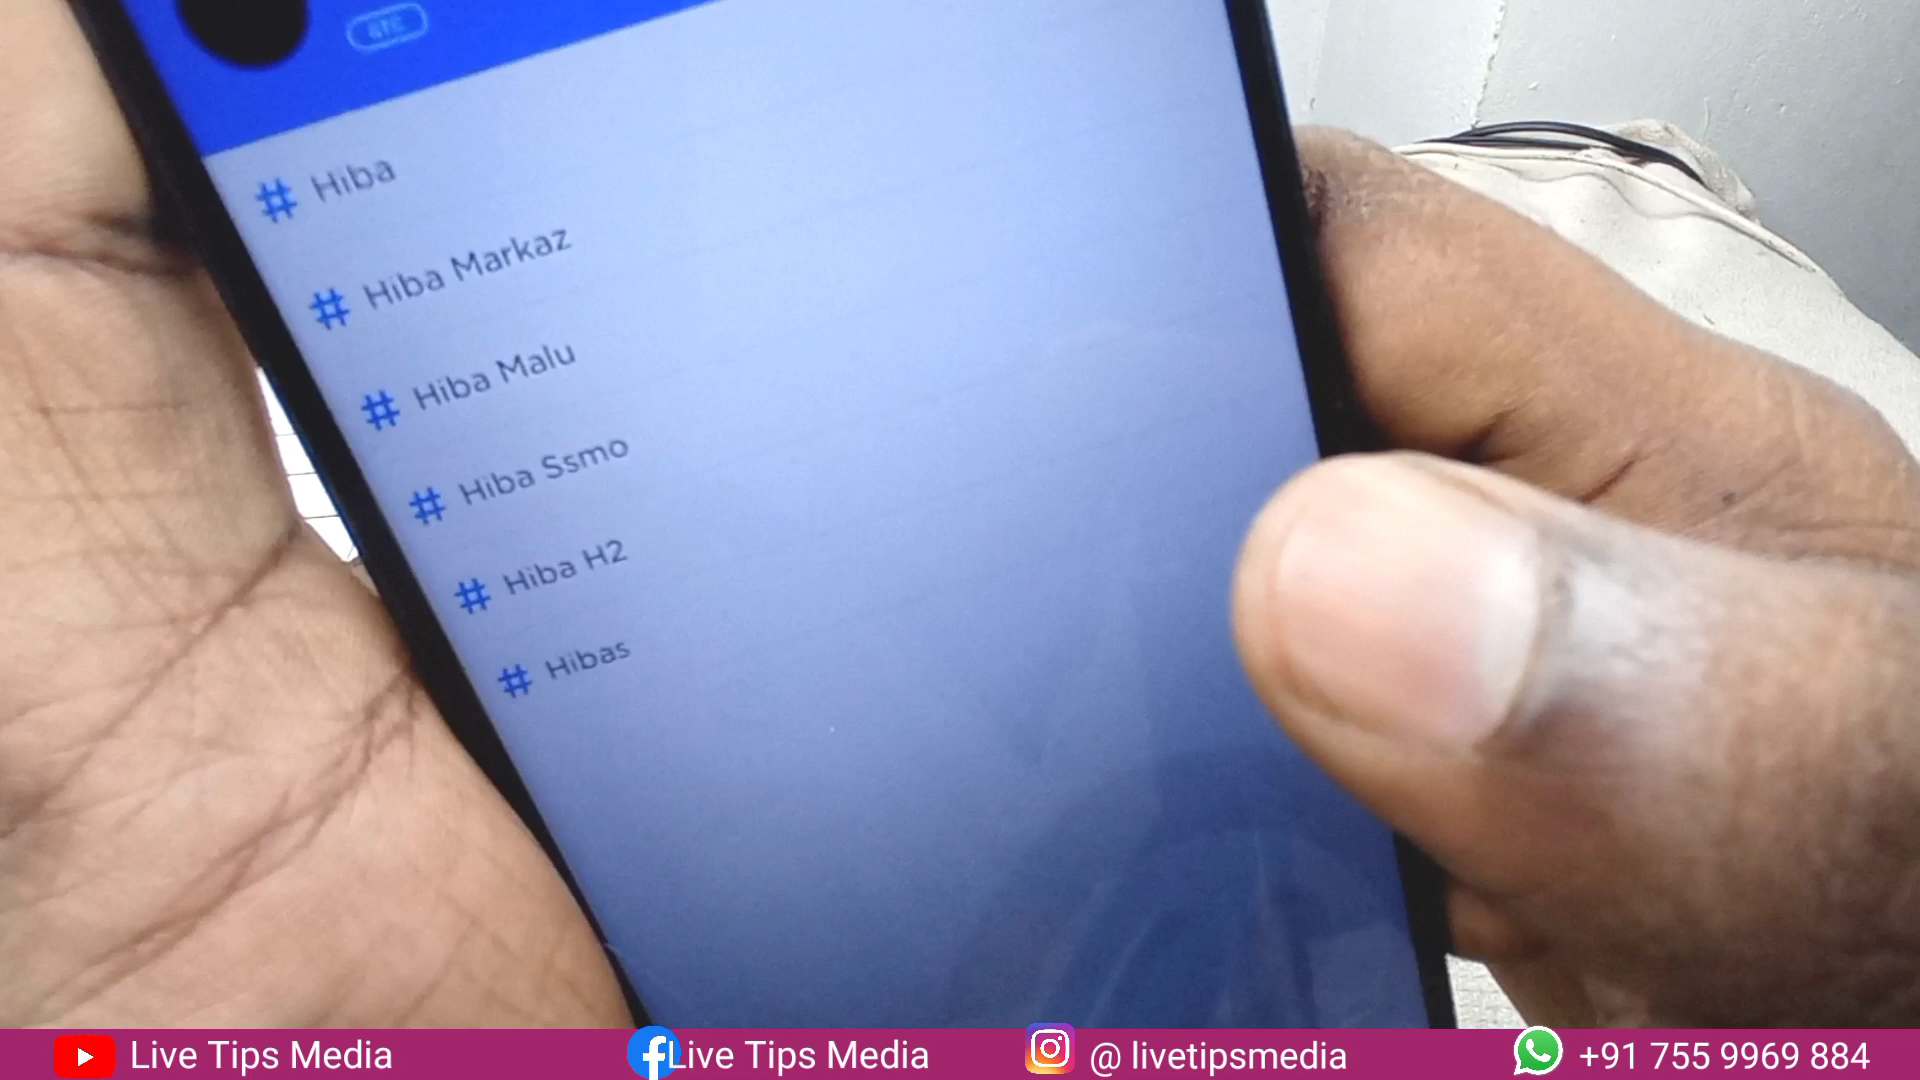 # Hiba
# Hiba Markaz
# Hiba Malu
# Hiba Ssmo
# Hiba H2
# Hibas
Live Tips Media
Live Tips Media
@ livetipsmedia
+91 755 9969 884